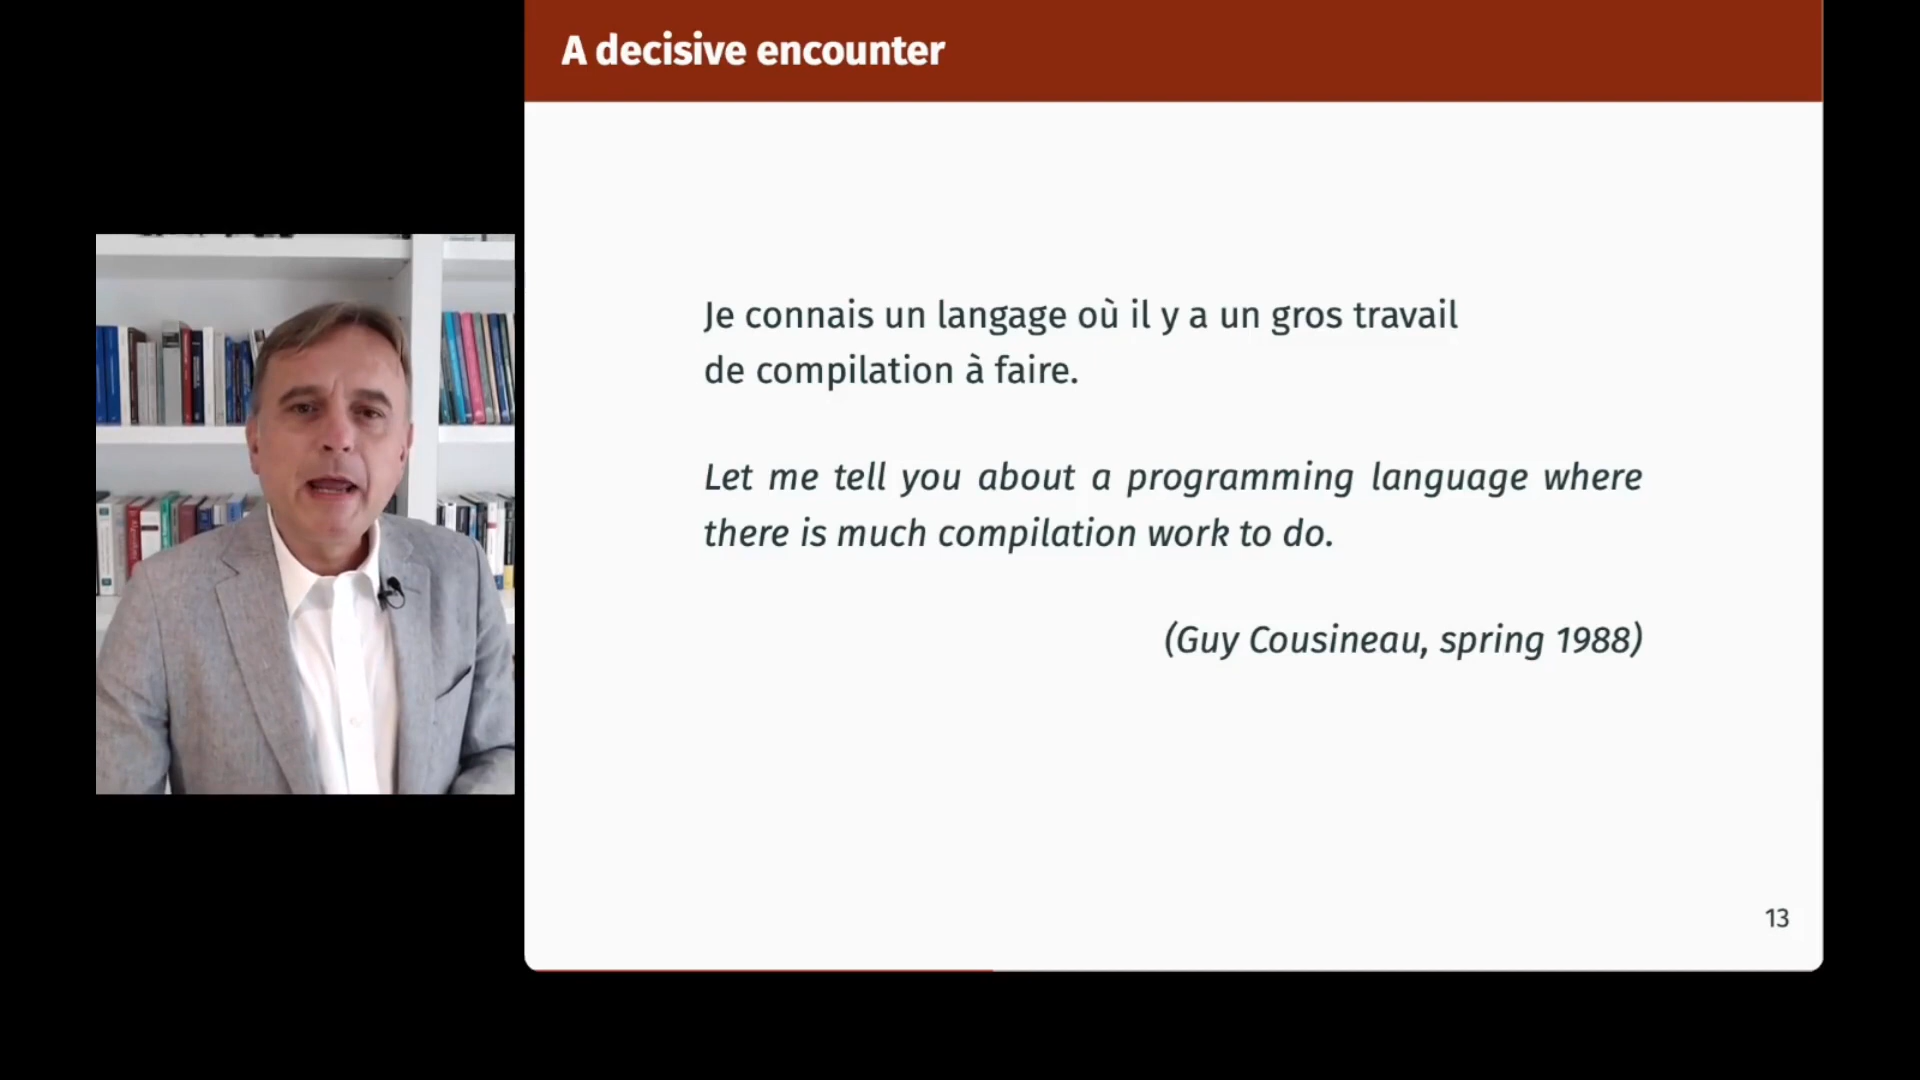 A decisive encounter
Je connais un langage où il y a un gros travail
de compilation à faire.
Let me tell you about a programming language where
there is much compilation work to do.
(Guy Cousineau, spring 1988)
13